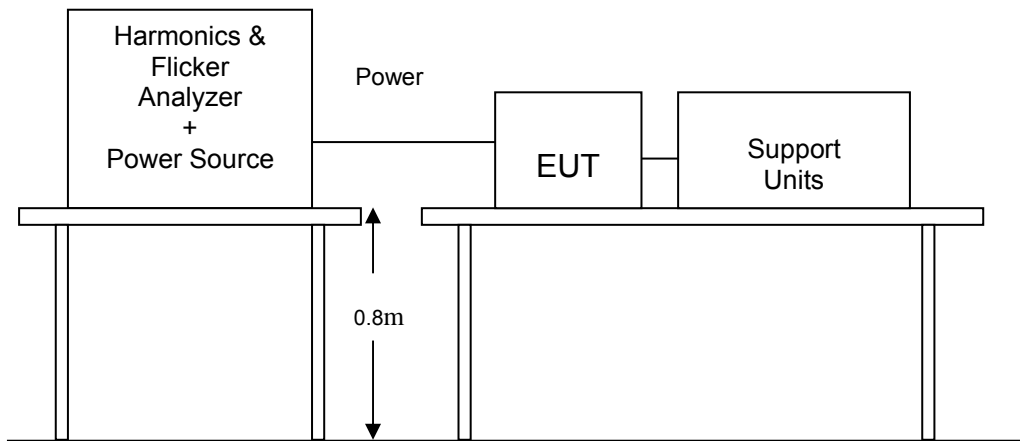 Harmonics &
Flicker
Analyzer
+
Power Source
Power
EUT
Support
Units
0.8m